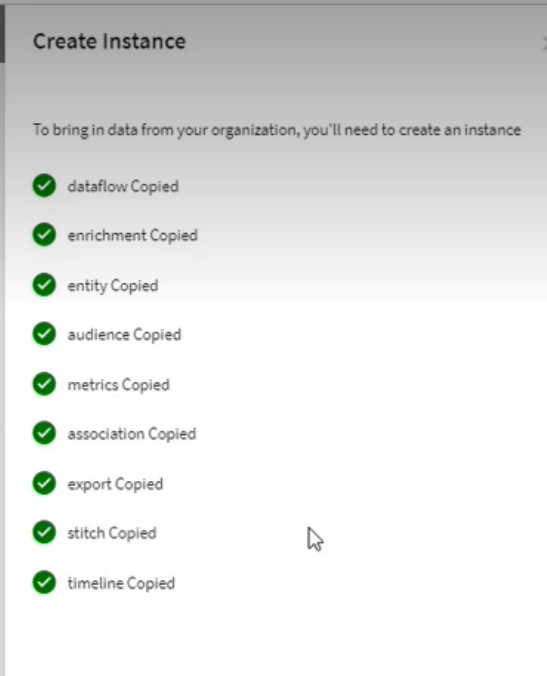 Create Instance
To bring in data from your organization, you'll need to create an instance
dataflow Copied
enrichment Copied
entity Copied
audience Copied
metrics Copied
association Copied
export Copied
stitch Copied
timeline Copied